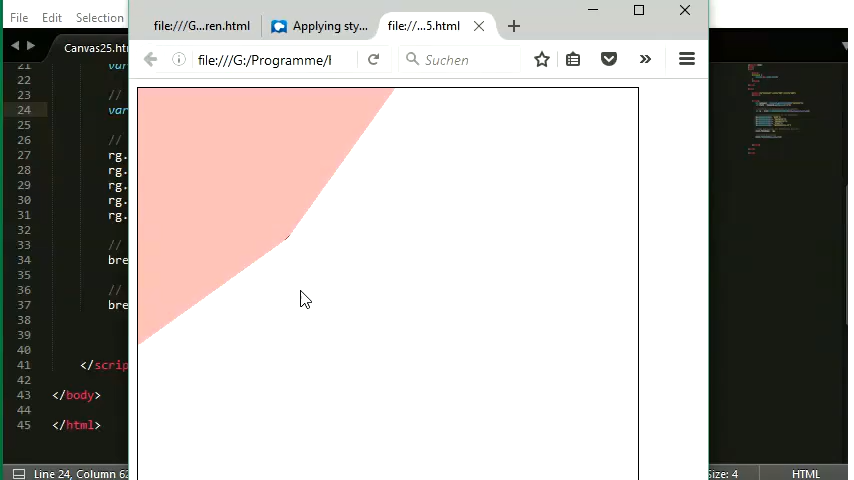 File Edit Selection
file:///G...ren.html
Applying sty...
file://...5.html
Canvas25.htm
file:///G:/Programme/
Suchen
21 var
22
23 //
24 var
25
26 //
27 rg.
28 rg.
29 rg.
30 rg.
31 rg.
32
33 //
34 bre
35
36 //
37 bre
38
39
40
41 </scrip
42
43 </body>
44
45 </html>
Line 24, Column 6
Size: 4
HTML